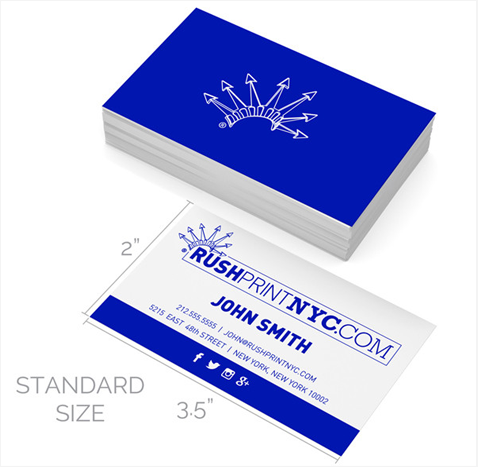 ®
2"
®
RUSHPRINTNYC.COM
JOHN SMITH
212.555.5555 | JOHN@RUSHPRINTNYC.COM
5215 EAST 48th STREET | NEW YORK, NEW YORK 10002
f g+
STANDARD
SIZE
3.5"